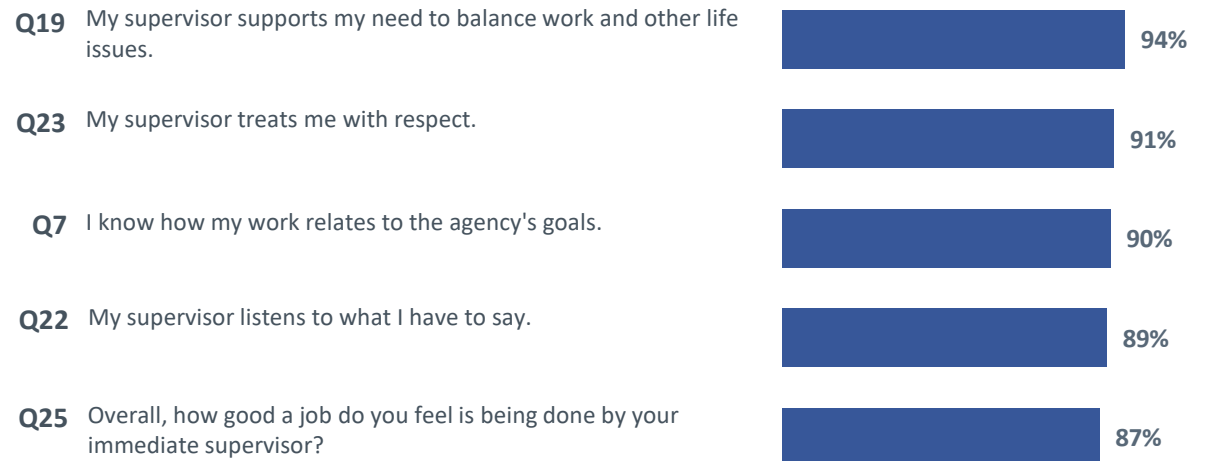 Q19 My supervisor supports my need to balance work and other life
issues.
94%
Q23 My supervisor treats me with respect.
91%
Q7 I know how my work relates to the agency's goals.
90%
Q22 My supervisor listens to what I have to say.
89%
Q25 Overall, how good a job do you feel is being done by your
immediate supervisor?
87%